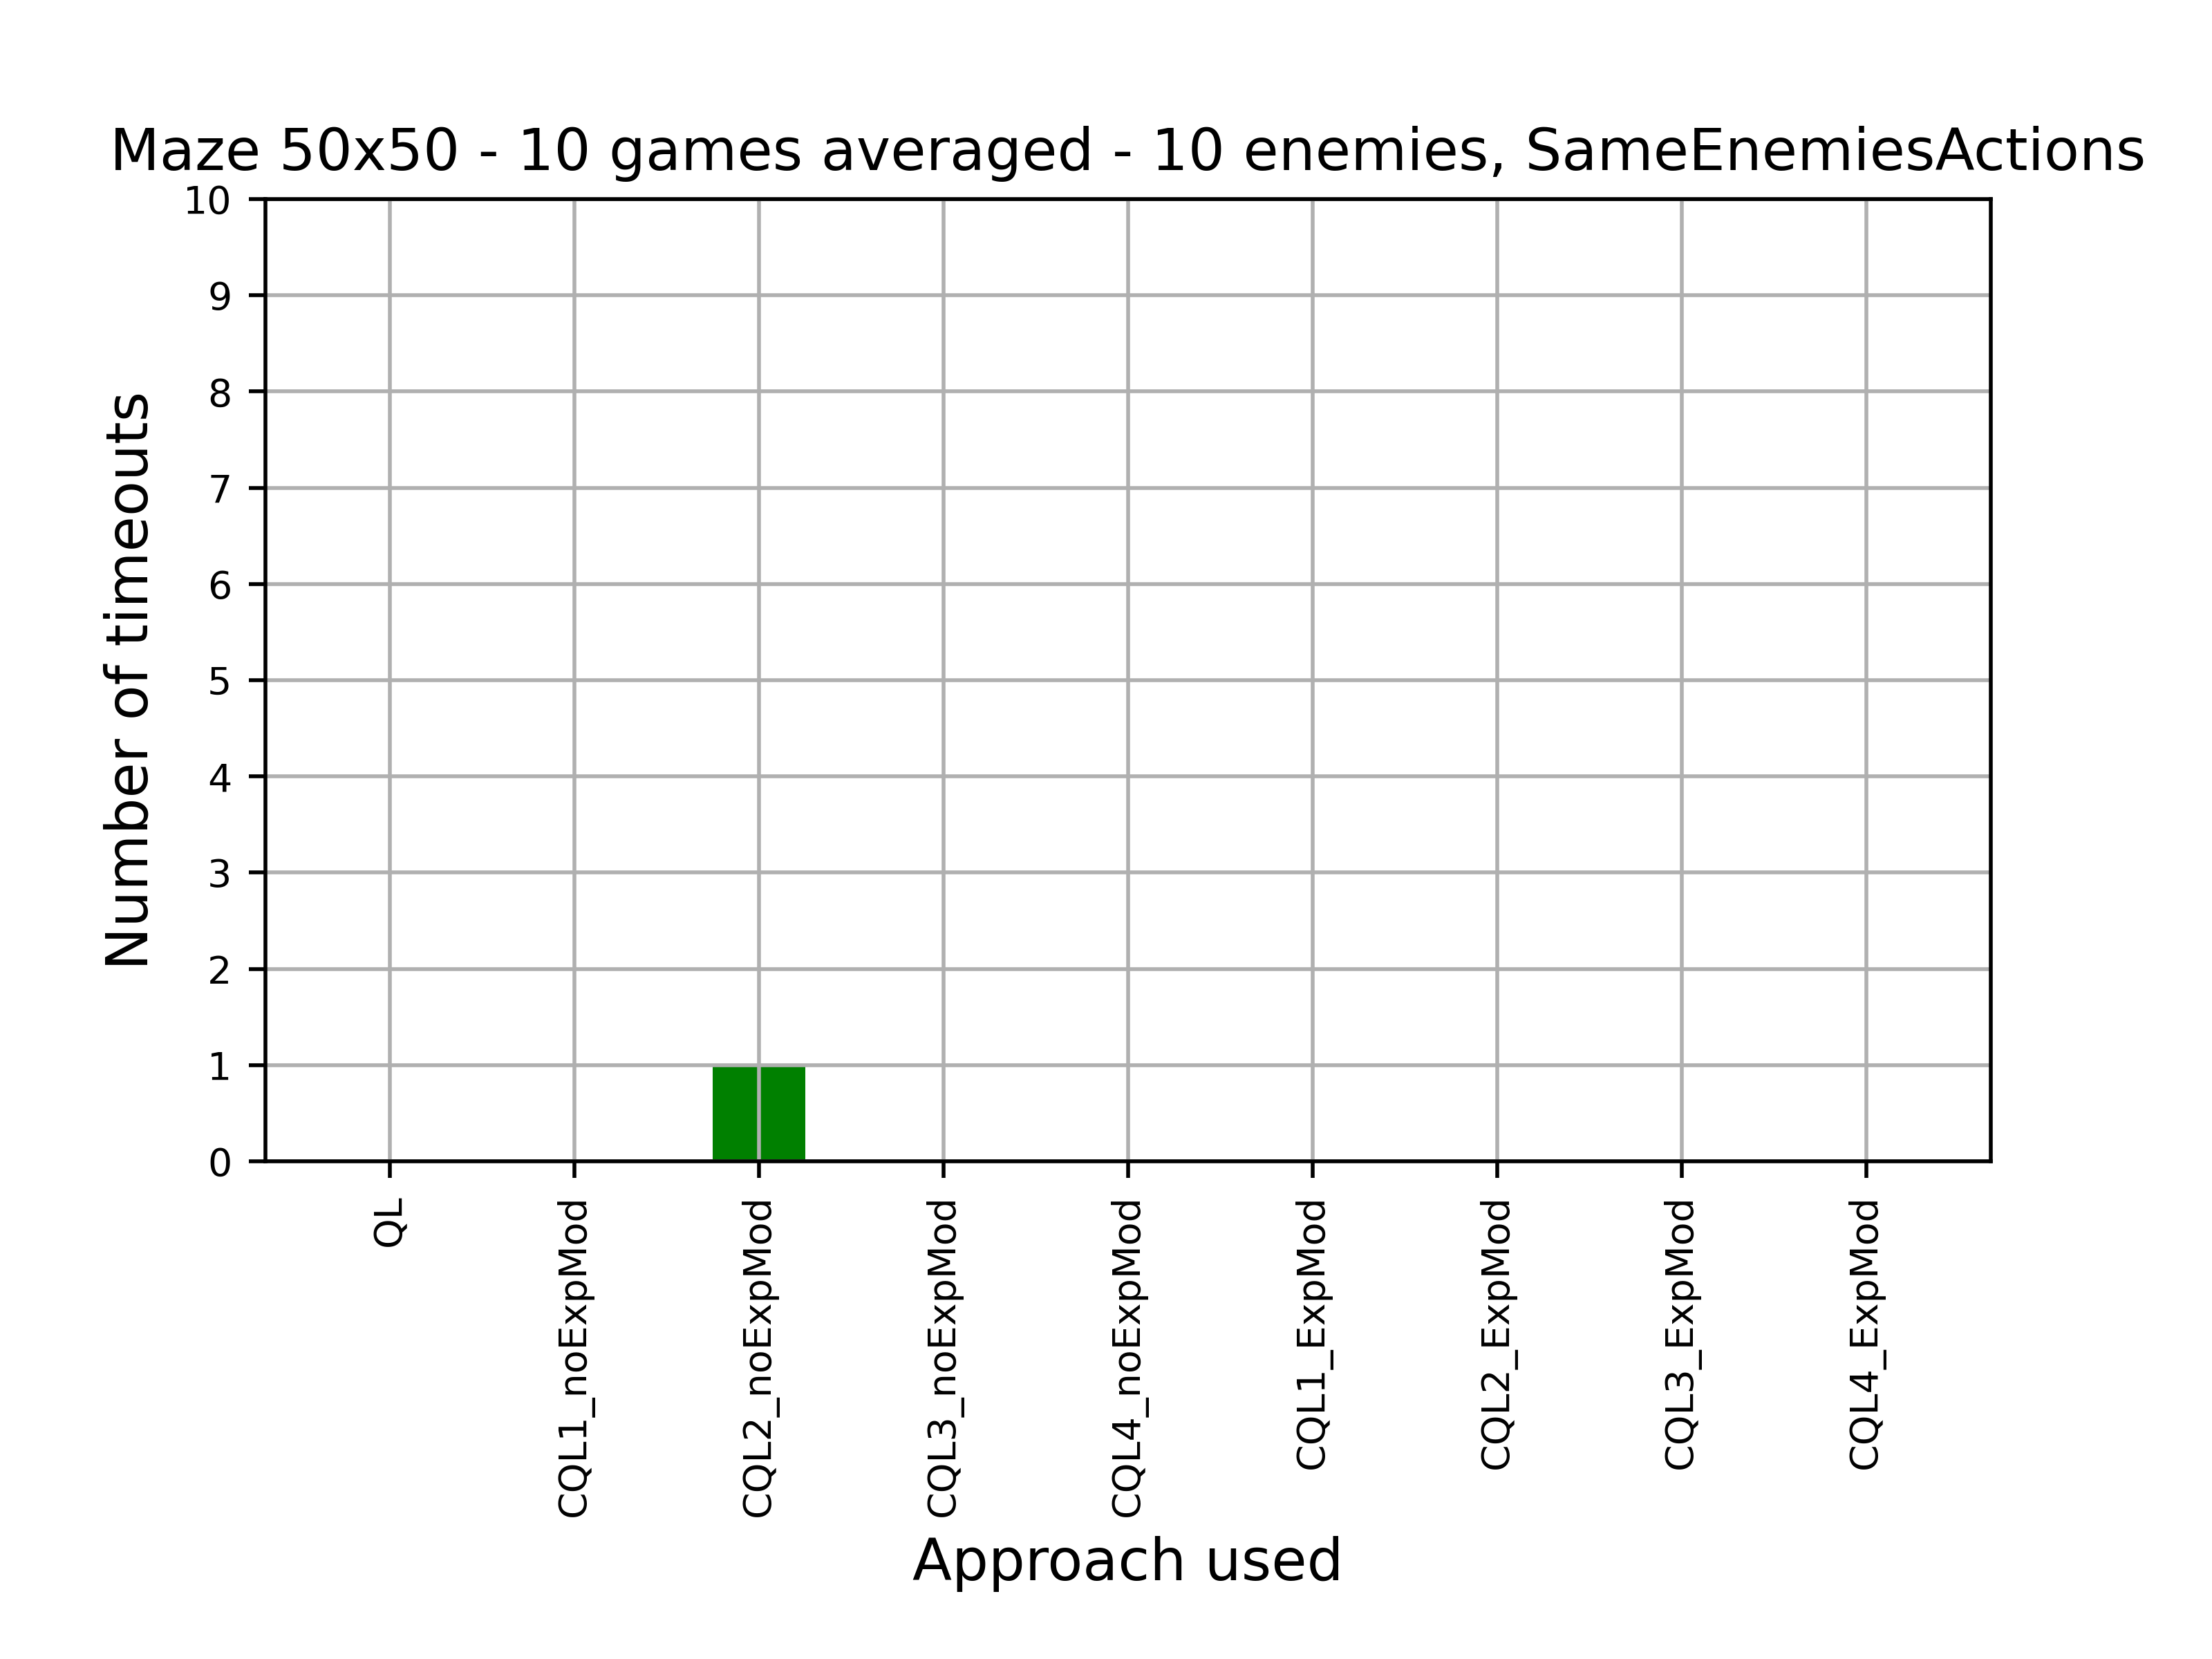 Maze 50x50 - 10 games averaged - 10 enemies, SameEnemiesActions
Number of timeouts
10
9
8
7
6
5
4
3
2
1
0
QL
CQL1_noExpMod
CQL2_noExpMod
CQL3_noExpMod
CQL4_noExpMod
CQL1_ExpMod
CQL2_ExpMod
CQL3_ExpMod
CQL4_ExpMod
Approach used